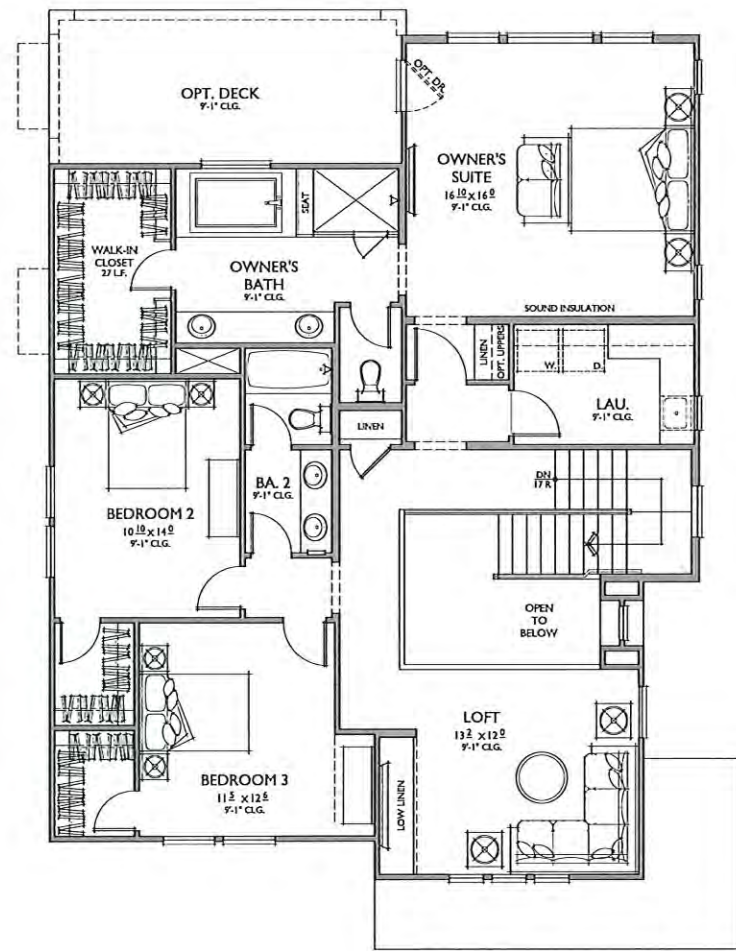 OPT. DECK
9'-1" CLG.
OPT. DR.
OWNER'S
SUITE
16 10 X 16 0
9'-1" CLG.
SEAT
WALK-IN
CLOSET
27 L.F.
OWNER'S
BATH
9'-1" CLG.
SOUND INSULATION
LINEN
OPT. UPPERS
W.
D.
LAU.
9'-1" CLG.
LINEN
BA. 2
9'-1" CLG.
DN
17 R
BEDROOM 2
10 10 X 14 0
9'-1" CLG.
OPEN
TO
BELOW
LOFT
13 2 X 12 0
9'-1" CLG.
BEDROOM 3
11 5 X 12 6
9'-1" CLG.
LOW LINEN